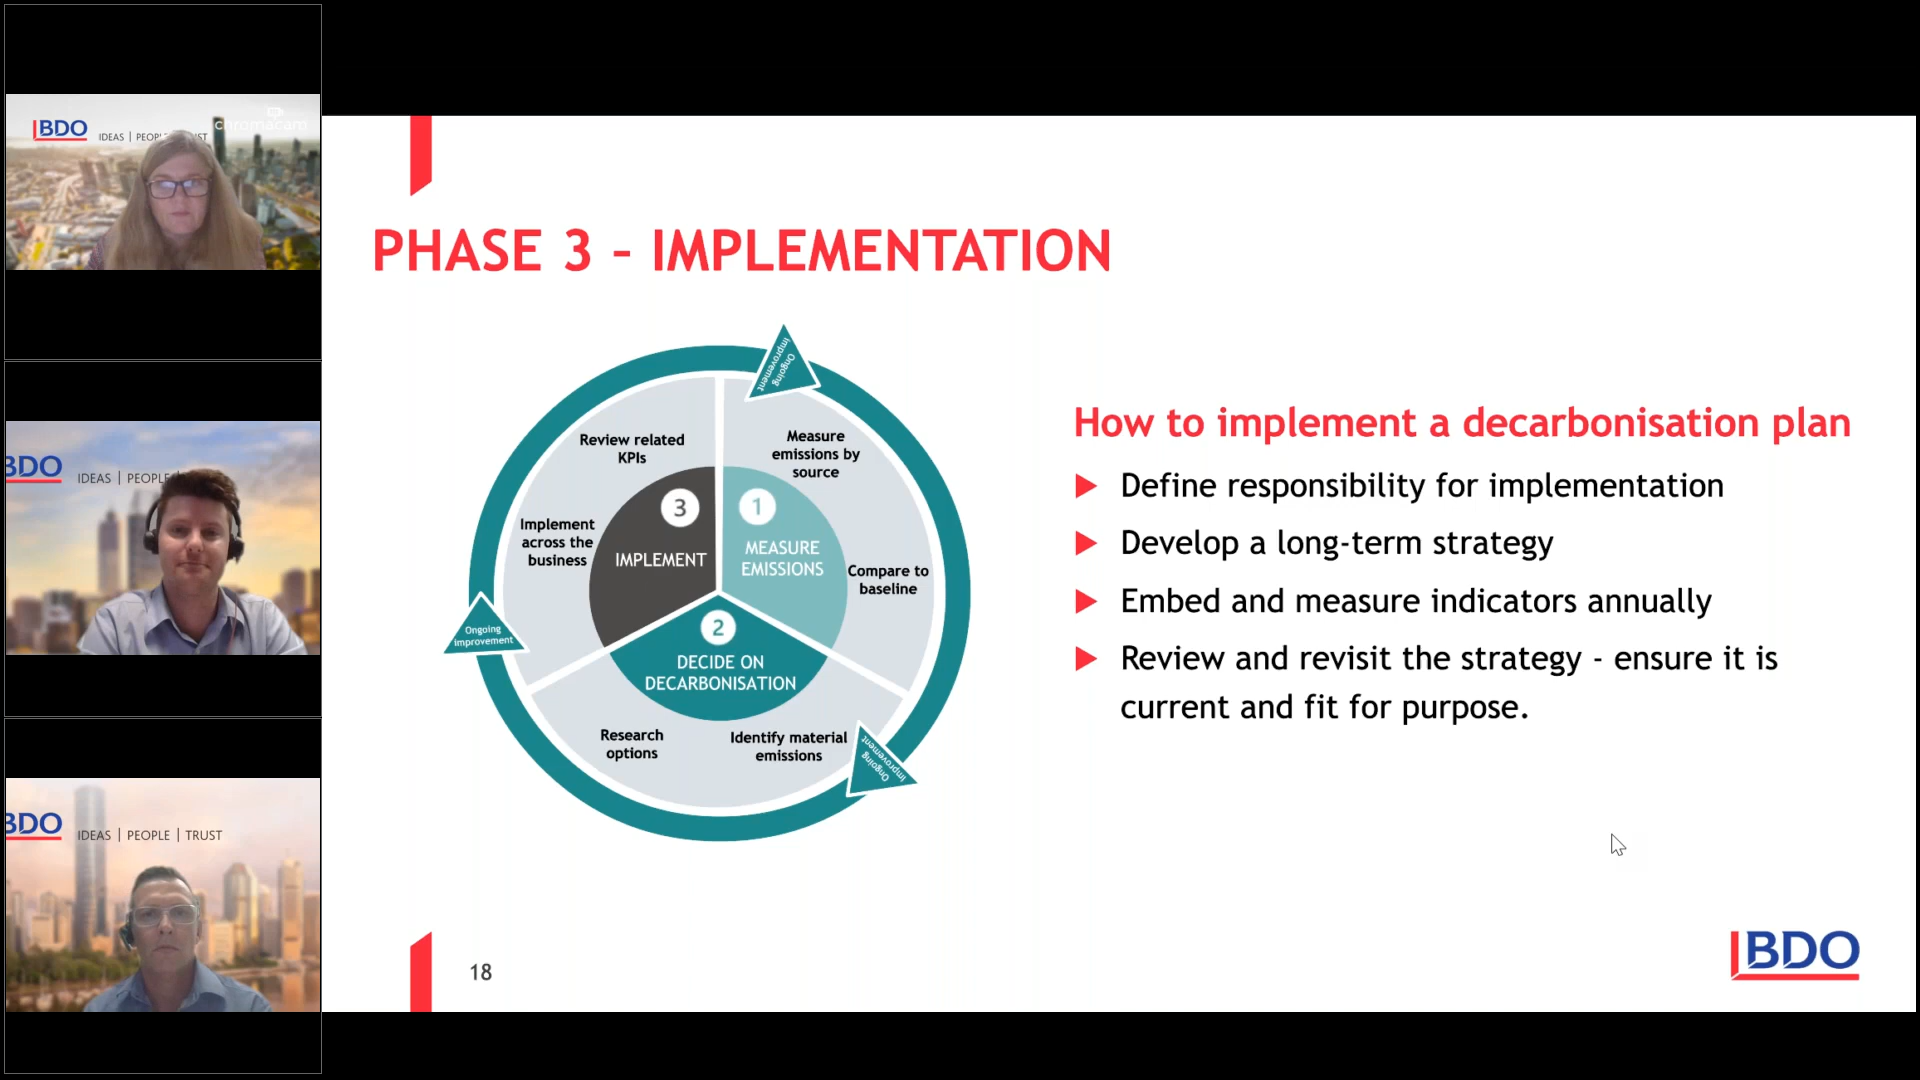 BDO
IDEAS | PEOPLE
chromacam
BDO
IDEAS | PEOPLE
BDO
IDEAS | PEOPLE | TRUST
PHASE 3 – IMPLEMENTATION
Ongoing
improvement
Review related
KPIs
Measure
emissions by
source
3
1
Implement
across the
business
IMPLEMENT
MEASURE
EMISSIONS
Compare to
baseline
Ongoing
improvement
2
DECIDE ON
DECARBONISATION
Research
options
Identify material
emissions
Ongoing
improvement
How to implement a decarbonisation plan
Define responsibility for implementation
Develop a long-term strategy
Embed and measure indicators annually
Review and revisit the strategy - ensure it is
current and fit for purpose.
18
BDO